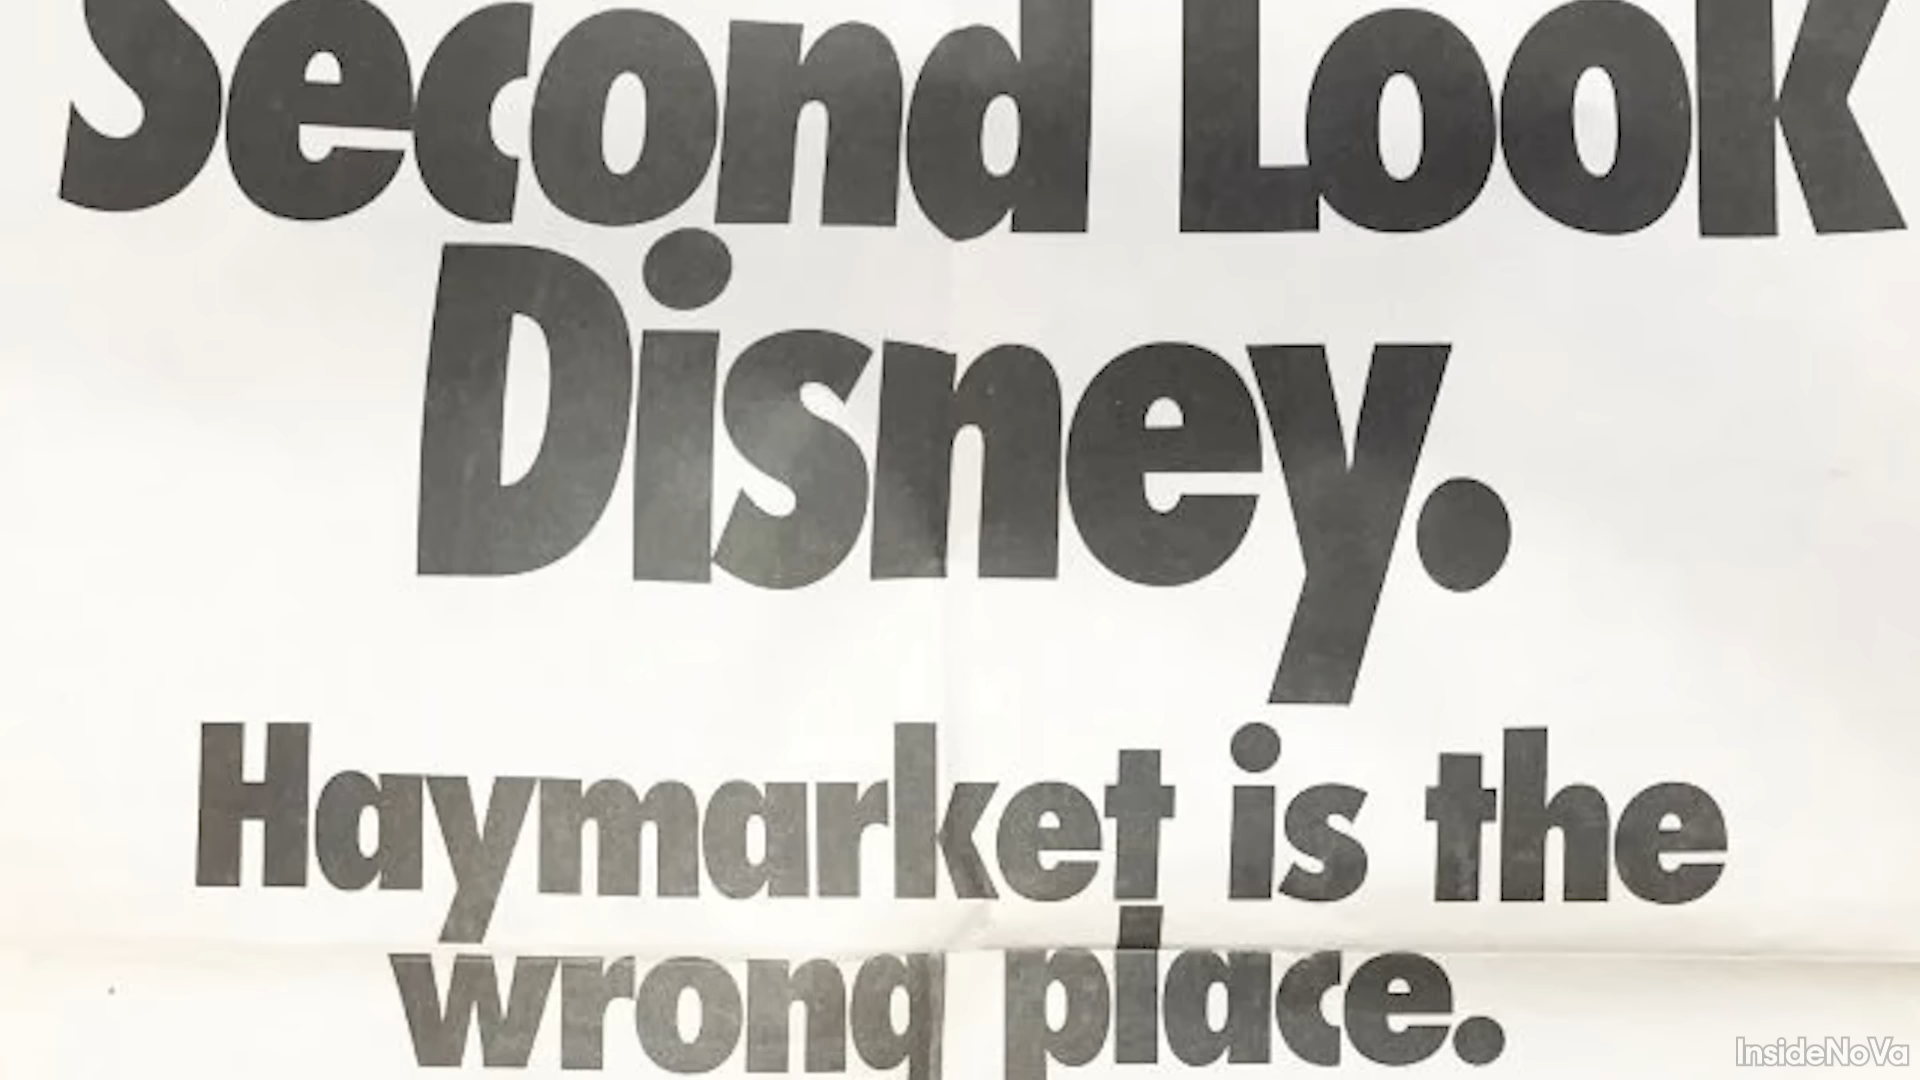 Second Look
Disney.
Haymarket is the
wrong place.
InsideNoVa